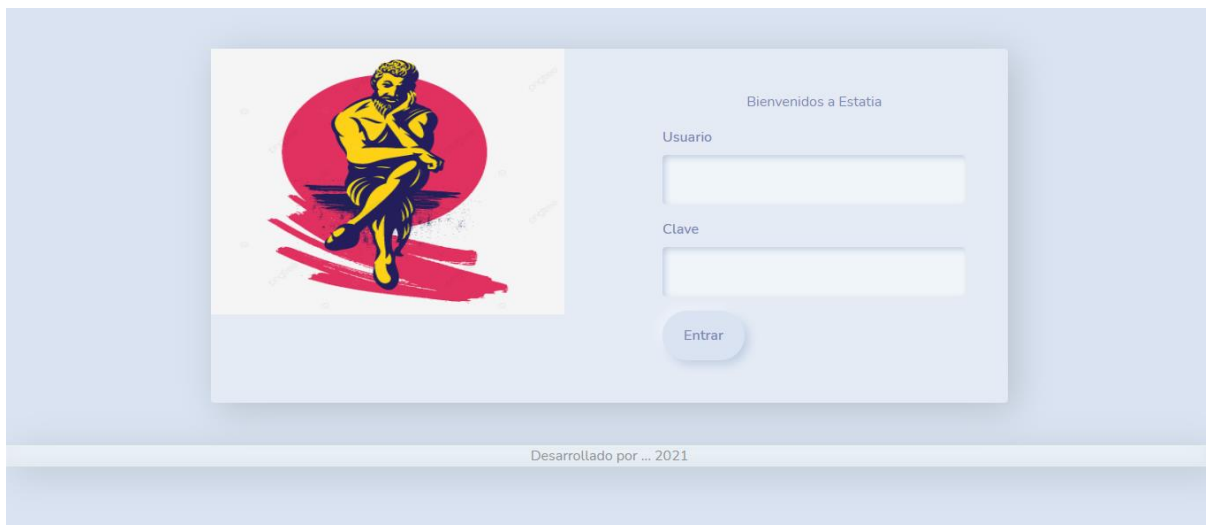 Bienvenidos a Estatia
Usuario
Clave
Entrar
Desarrollado por ... 2021